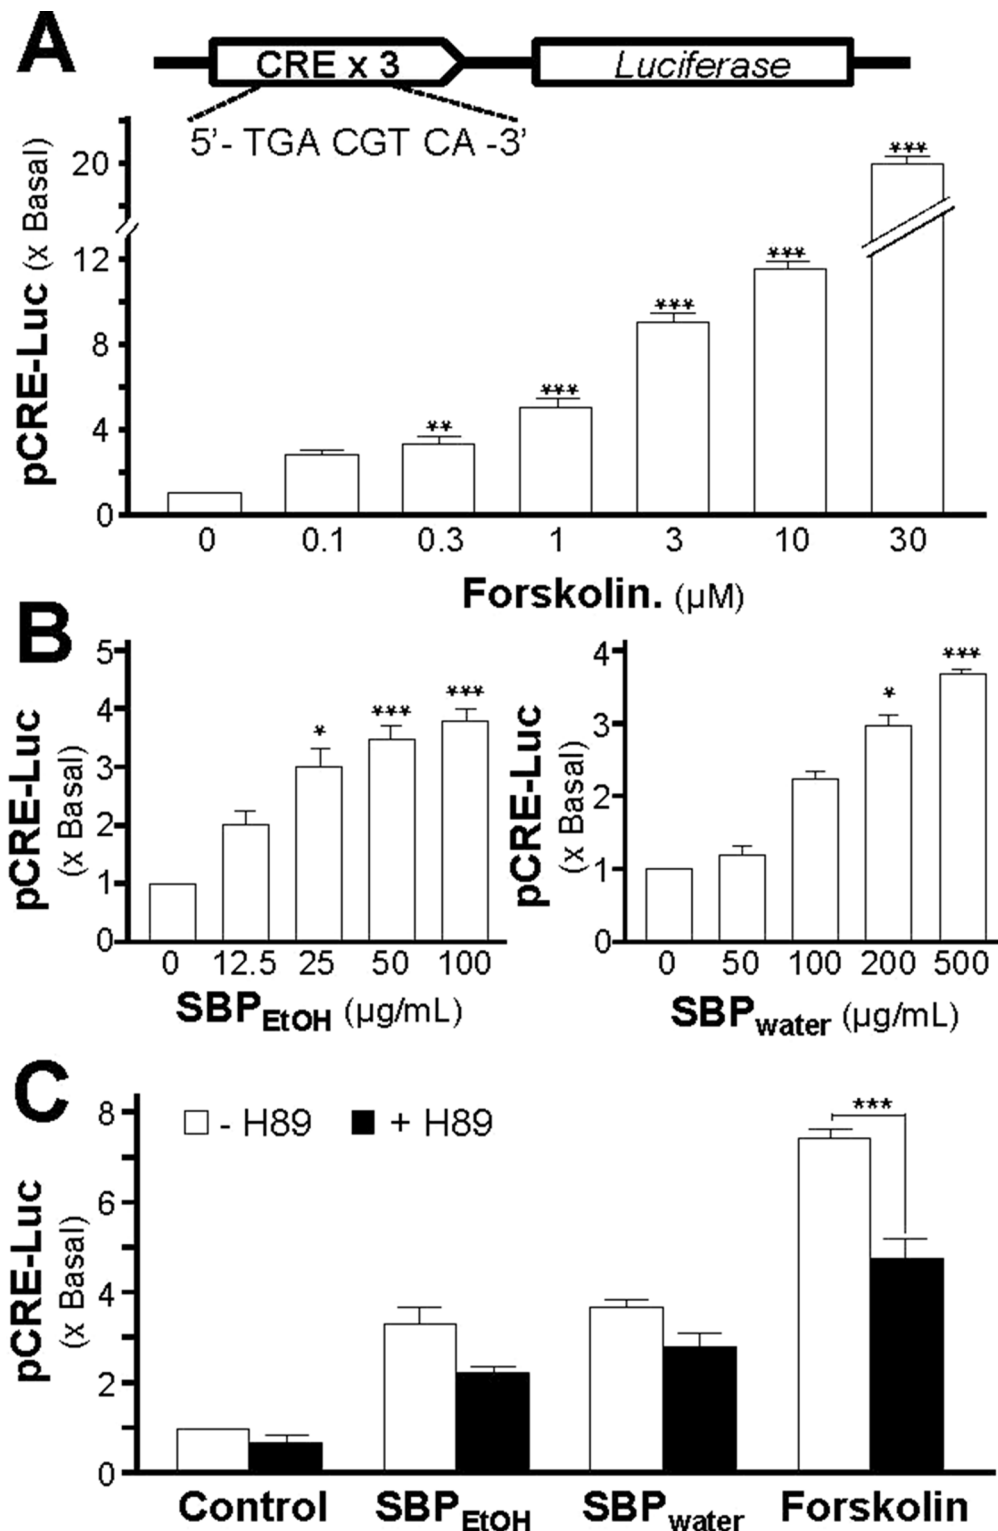 A
CRE x 3 Luciferase
5’- TGA CGT CA -3’
pCRE-Luc (x Basal)
20
12
8
4
0
***
***
***
***
**
0 0.1 0.3 1 3 10 30
Forskolin. (µM)
B
pCRE-Luc
(x Basal)
5
4
3
2
1
0
* *** ***
0 12.5 25 50 100
SBPEtOH (µg/mL)
pCRE-Luc
(x Basal)
4
3
2
1
0
* ***
0 50 100 200 500
SBPwater (µg/mL)
C
pCRE-Luc
(x Basal)
8
6
4
2
0
- H89 + H89
***
Control SBPEtOH SBPwater Forskolin